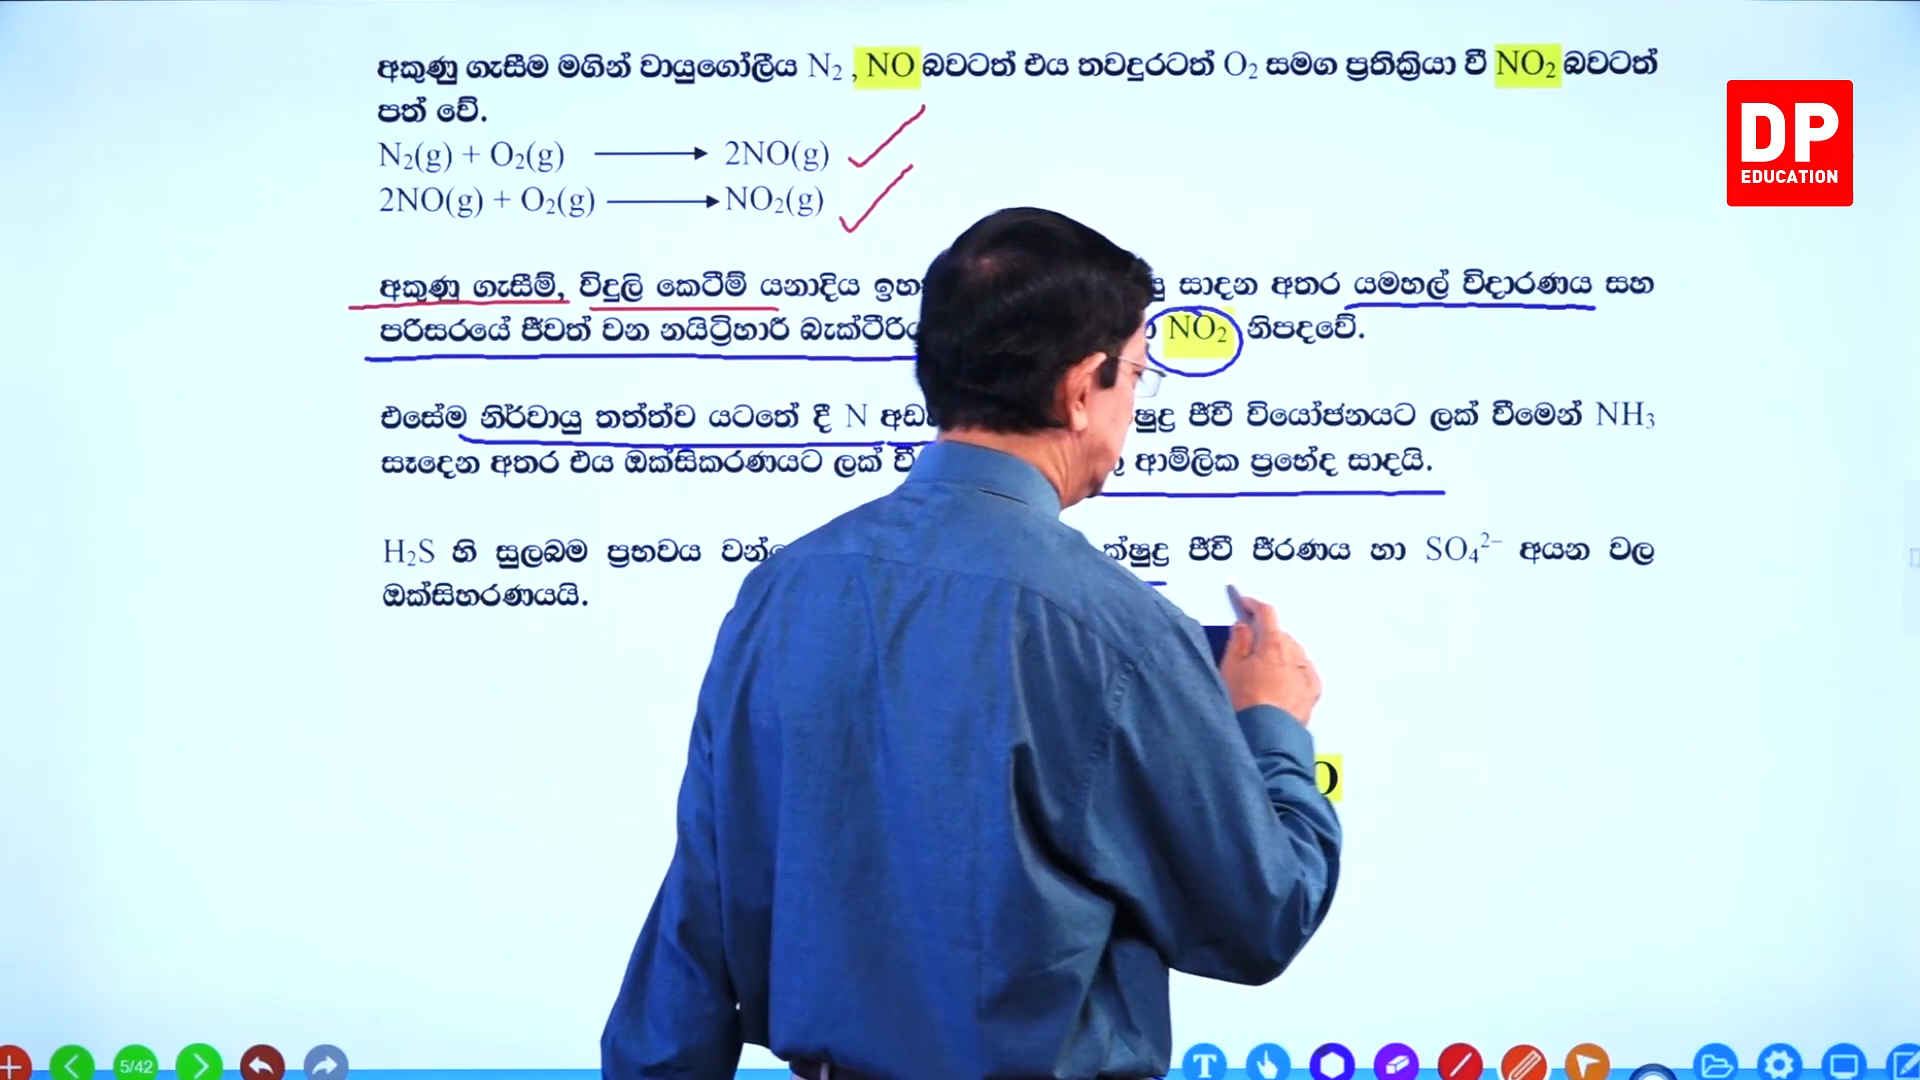 අකුණු ගැසීම මගින් වායුගෝලීය N₂ , NO බවටත් එය තවදුරටත් O₂ සමග ප්‍රතික්‍රියා වී NO₂ බවටත්
පත් වේ.
N₂(g) + O₂(g) ⟶ 2NO(g)
2NO(g) + O₂(g) ⟶ NO₂(g)
අකුණු ගැසීම්, විදුලි කෙටීම් යනාදිය සාදන අතර යමහල් විදාරණය සහ
පරිසරයේ ජීවත් වන නයිට්‍රිහාරී NO₂ නිපදවේ.
එසේම නිර්වායු තත්ත්ව යටතේ දී N ජීවී වියෝජනයට ලක් වීමෙන් NH₃
සෑදෙන අතර එය ඔක්සිකරණයට ලක් ආම්ලික ප්‍රභේද සාදයි.
H₂S හි සුලබම ප්‍රභවය ජීවී ජීරණය හා SO₄²⁻ අයන වල
ඔක්සිහරණයයි.
DP
EDUCATION
5/42
T